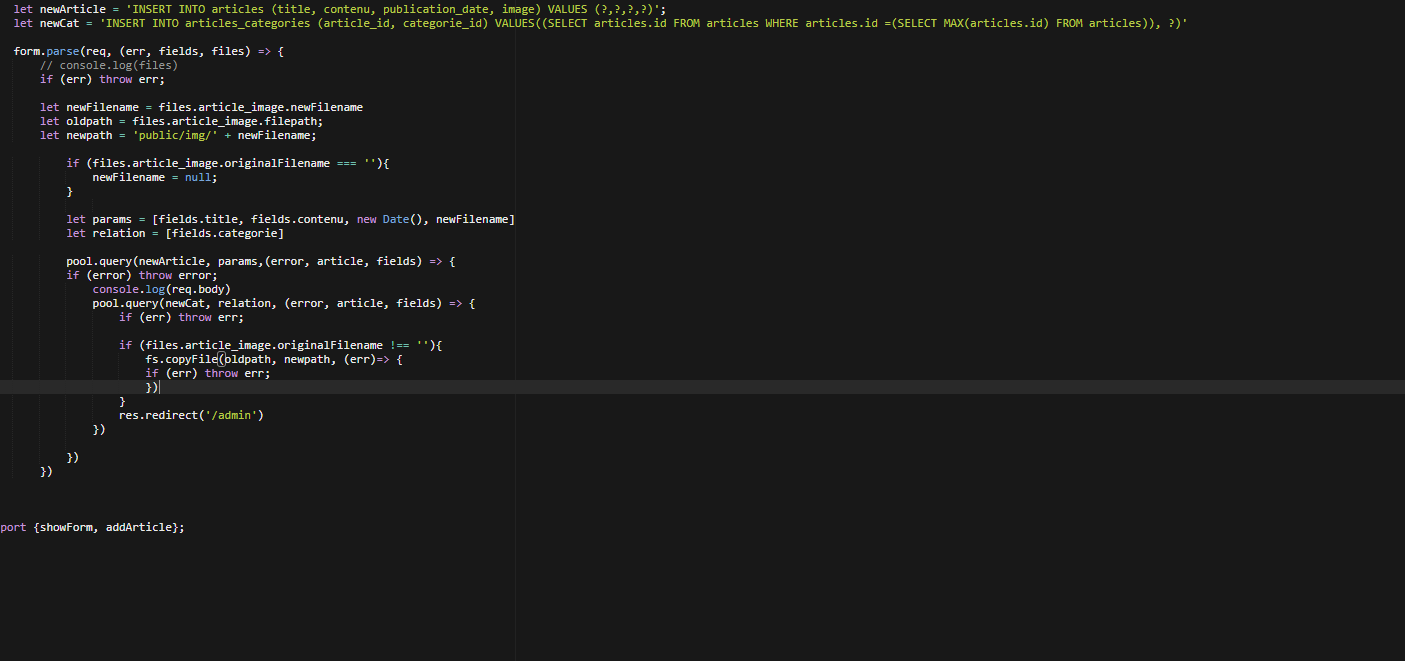 let newArticle = 'INSERT INTO articles (title, contenu, publication_date, image) VALUES (?,?,?,?)';
let newCat = 'INSERT INTO articles_categories (article_id, categorie_id) VALUES((SELECT articles.id FROM articles WHERE articles.id =(SELECT MAX(articles.id) FROM articles)), ?)'
form.parse(req, (err, fields, files) => {
// console.log(files)
if (err) throw err;
let newFilename = files.article_image.newFilename
let oldpath = files.article_image.filepath;
let newpath = 'public/img/' + newFilename;
if (files.article_image.originalFilename === ''){
newFilename = null;
}
let params = [fields.title, fields.contenu, new Date(), newFilename]
let relation = [fields.categorie]
pool.query(newArticle, params,(error, article, fields) => {
if (error) throw error;
console.log(req.body)
pool.query(newCat, relation, (error, article, fields) => {
if (err) throw err;
if (files.article_image.originalFilename !== ''){
fs.copyFile(oldpath, newpath, (err)=> {
if (err) throw err;
})
}
res.redirect('/admin')
})
})
})
port {showForm, addArticle};